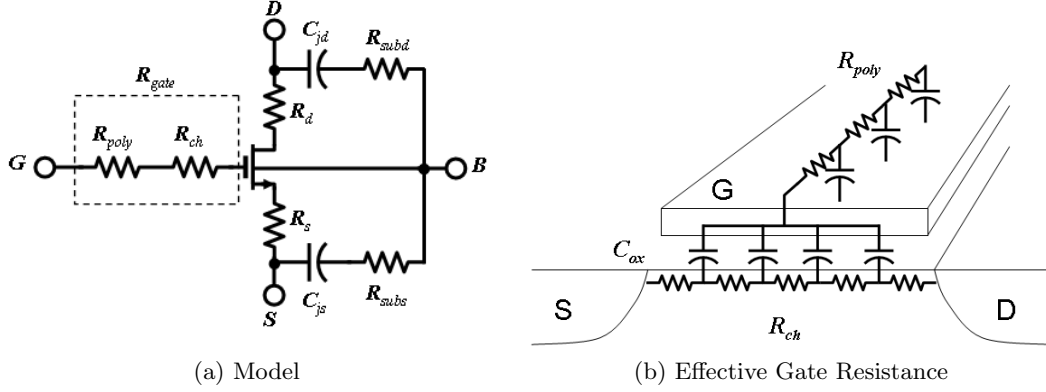 D
C_jd
R_subd
R_gate
R_d
R_poly
R_ch
G
B
R_s
C_js
R_subs
S
(a) Model
R_poly
G
C_ox
S
R_ch
D
(b) Effective Gate Resistance